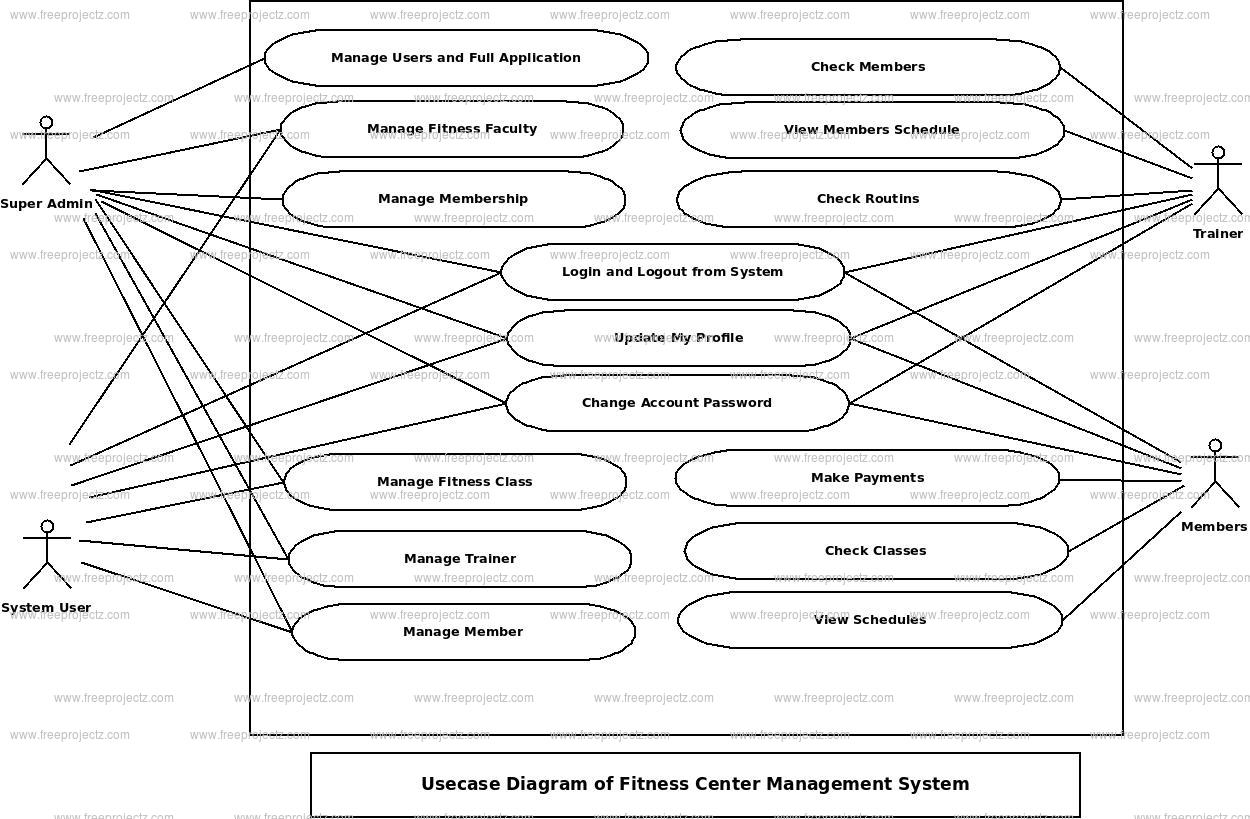 Manage Users and Full Application
Check Members
Manage Fitness Faculty
View Members Schedule
Manage Membership
Check Routins
Super Admin
Trainer
Login and Logout from System
Update My Profile
Change Account Password
Manage Fitness Class
Make Payments
Members
Manage Trainer
Check Classes
System User
Manage Member
View Schedules
Usecase Diagram of Fitness Center Management System
www.freeprojectz.com